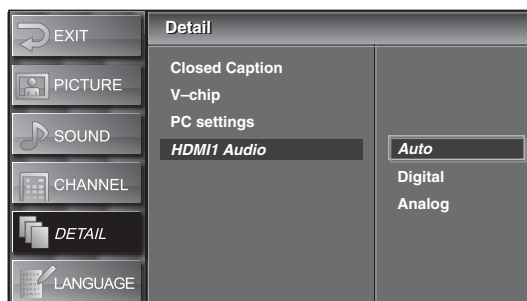 EXIT
PICTURE
SOUND
CHANNEL
DETAIL
LANGUAGE
Detail
Closed Caption
V–chip
PC settings
HDMI1 Audio
Auto
Digital
Analog